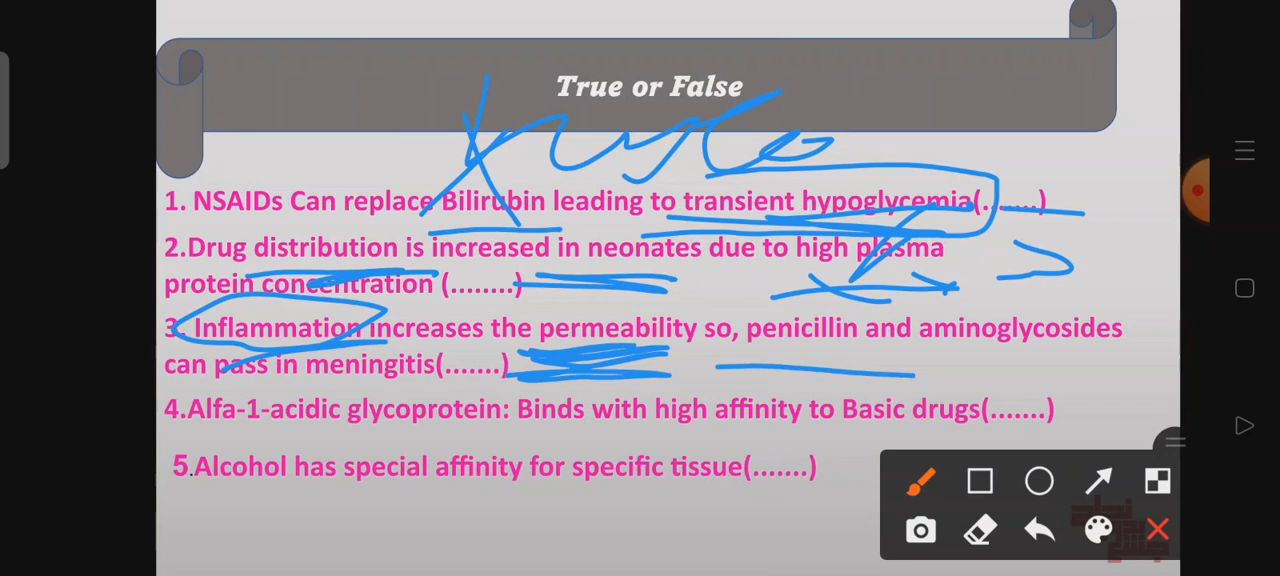 True or False
1. NSAIDs Can replace Bilirubin leading to transient hypoglycemia(.......)
2.Drug distribution is increased in neonates due to high plasma
protein concentration (........)
3. Inflammation increases the permeability so, penicillin and aminoglycosides
can pass in meningitis(.......)
4.Alfa-1-acidic glycoprotein: Binds with high affinity to Basic drugs(.......)
5.Alcohol has special affinity for specific tissue(.......)